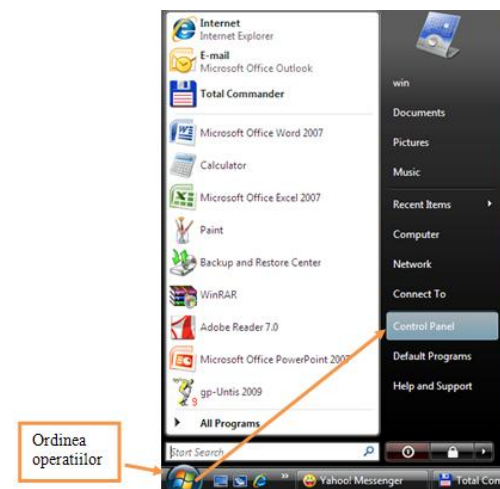 Internet
Internet Explorer
E-mail
Microsoft Office Outlook
Total Commander
Microsoft Office Word 2007
Calculator
Microsoft Office Excel 2007
Paint
Backup and Restore Center
WinRAR
Adobe Reader 7.0
Microsoft Office PowerPoint 2007
gp-Untis 2009
All Programs
Start Search
win
Documents
Pictures
Music
Recent Items
Computer
Network
Connect To
Control Panel
Default Programs
Help and Support
Ordinea
operatiilor
Yahoo! Messenger
Total Com